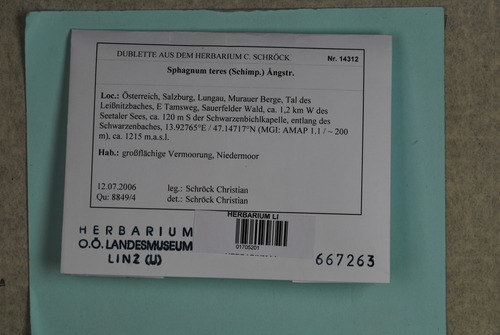 DUBLETTE AUS DEM HERBARIUM C. SCHRÖCK
Nr. 14312
Sphagnum teres (Schimp.) Ångstr.
Loc.: Österreich, Salzburg, Lungau, Murauer Berge, Tal des
Leißnitzbaches, E Tamsweg, Sauerfelder Wald, ca. 1,2 km W des
Seetaler Sees, ca. 120 m S der Schwarzenbichlkapelle, entlang des
Schwarzenbaches, 13.92765°E / 47.14717°N (MGI: AMAP 1.1 / ~ 200
m), ca. 1215 m.a.s.l.
Hab.: großflächige Vermoorung, Niedermoor
12.07.2006 leg.: Schröck Christian
Qu: 8849/4 det.: Schröck Christian
HERBARIUM
O.Ö. LANDESMUSEUM
LINZ (LI)
HERBARIUM LI
01705201
667263